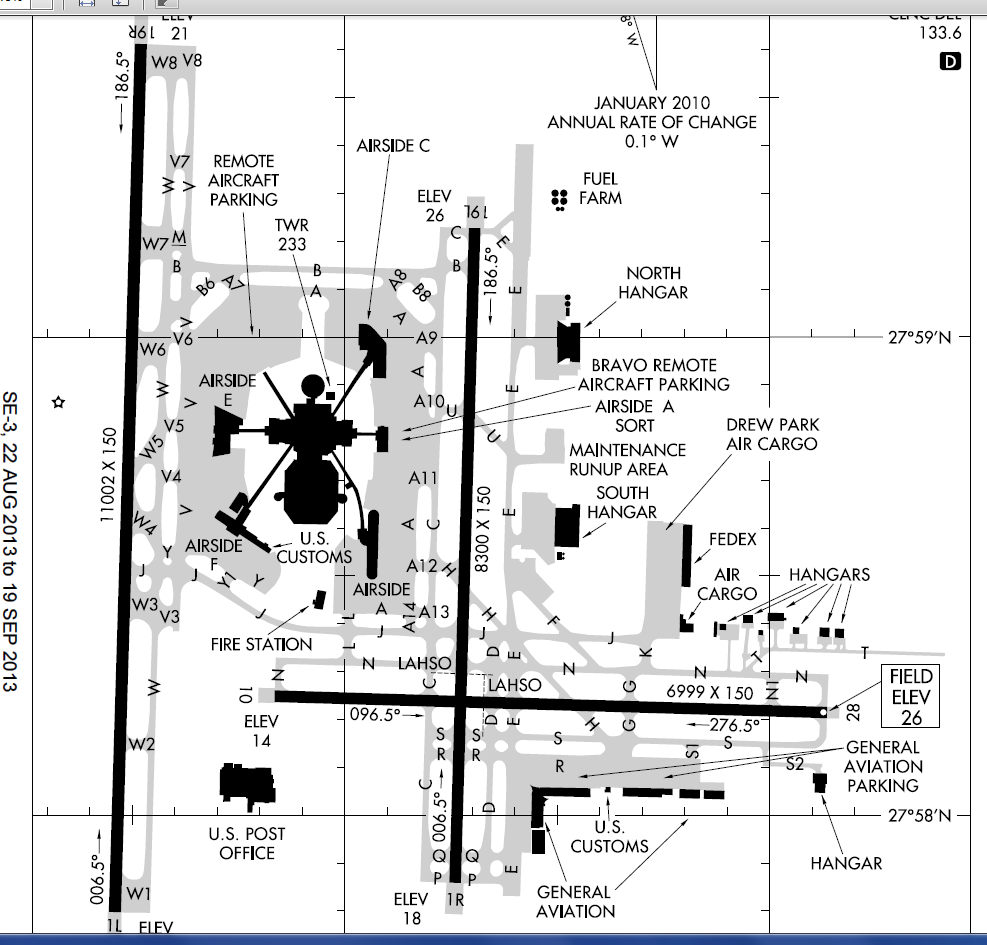 ELEV
21
19R
CLNC DEL
133.6
D
8° W
JANUARY 2010
ANNUAL RATE OF CHANGE
0.1° W
186.5°
W8 V8
V7
W
V
W7 M
B
REMOTE
AIRCRAFT
PARKING
AIRSIDE C
TWR
233
ELEV
26
19L
C
B
E
186.5°
E
FUEL
FARM
NORTH
HANGAR
B
A
B6 A7
A8
B8
A
V
V6
W6
A9
27°59'N
BRAVO REMOTE
AIRCRAFT PARKING
AIRSIDE A
SORT
AIRSIDE
E
W
V
A
A10
U
U
E
V5
W5
V4
DREW PARK
AIR CARGO
MAINTENANCE
RUNUP AREA
SOUTH
HANGAR
A11
11002 X 150
8300 X 150
V
W4
A
C
E
Y
J
J
Y1
Y
AIRSIDE
F
U.S.
CUSTOMS
A12
H
FEDEX
AIR
CARGO
HANGARS
W3
V3
J
FIRE STATION
AIRSIDE
A
L
J
A14
A13
H
J
F
J
L
N
N
LAHSO
D
E
N
K
N
T
T
C
LAHSO
G
6999 X 150
N1
N
10
28
FIELD
ELEV
26
W
096.5°
276.5°
D
E
H
G
ELEV
14
W2
S
R
S
R
S
R
S1
S
S2
GENERAL
AVIATION
PARKING
C
D
006.5°
U.S. POST
OFFICE
U.S.
CUSTOMS
27°58'N
HANGAR
006.5°
W1
Q
P
Q
P
E
GENERAL
AVIATION
1L
ELEV
ELEV
18
1R
SE-3, 22 AUG 2013 to 19 SEP 2013